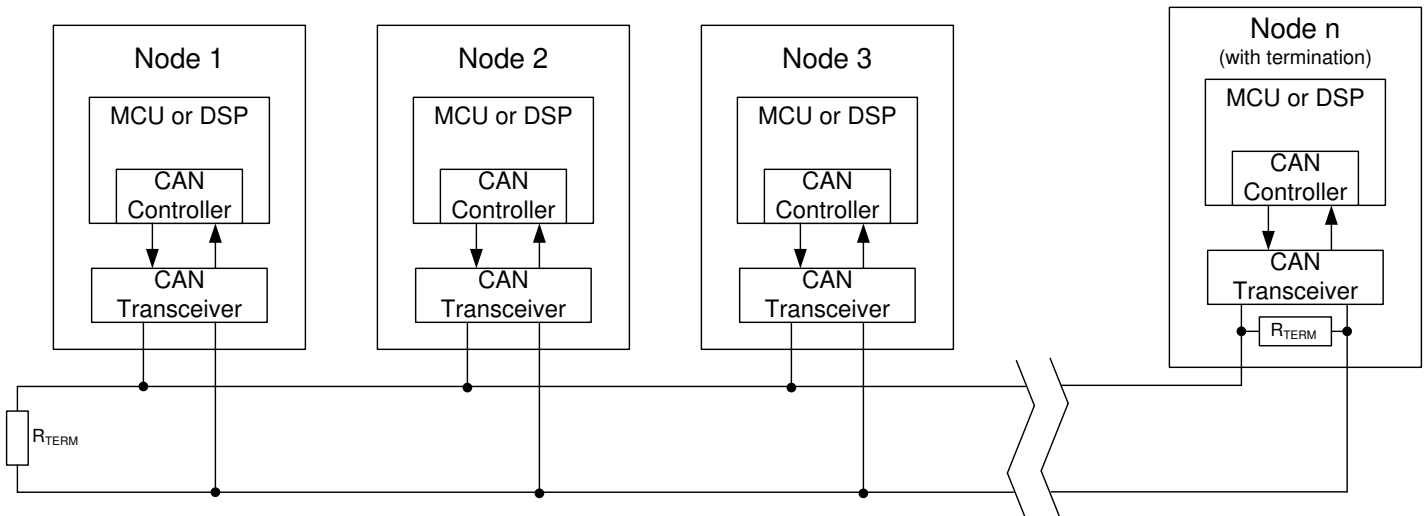 Node 1
MCU or DSP
CAN
Controller
CAN
Transceiver
Node 2
MCU or DSP
CAN
Controller
CAN
Transceiver
Node 3
MCU or DSP
CAN
Controller
CAN
Transceiver
Node n
(with termination)
MCU or DSP
CAN
Controller
CAN
Transceiver
RTERM
RTERM